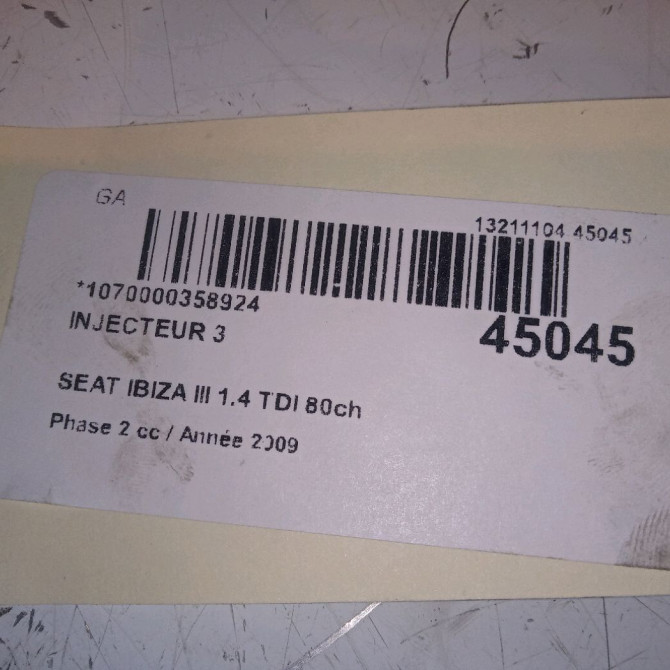 GA
13211104 45045
*1070000358924
45045
INJECTEUR 3
SEAT IBIZA III 1.4 TDI 80ch
Phase 2 cc / Année 2009